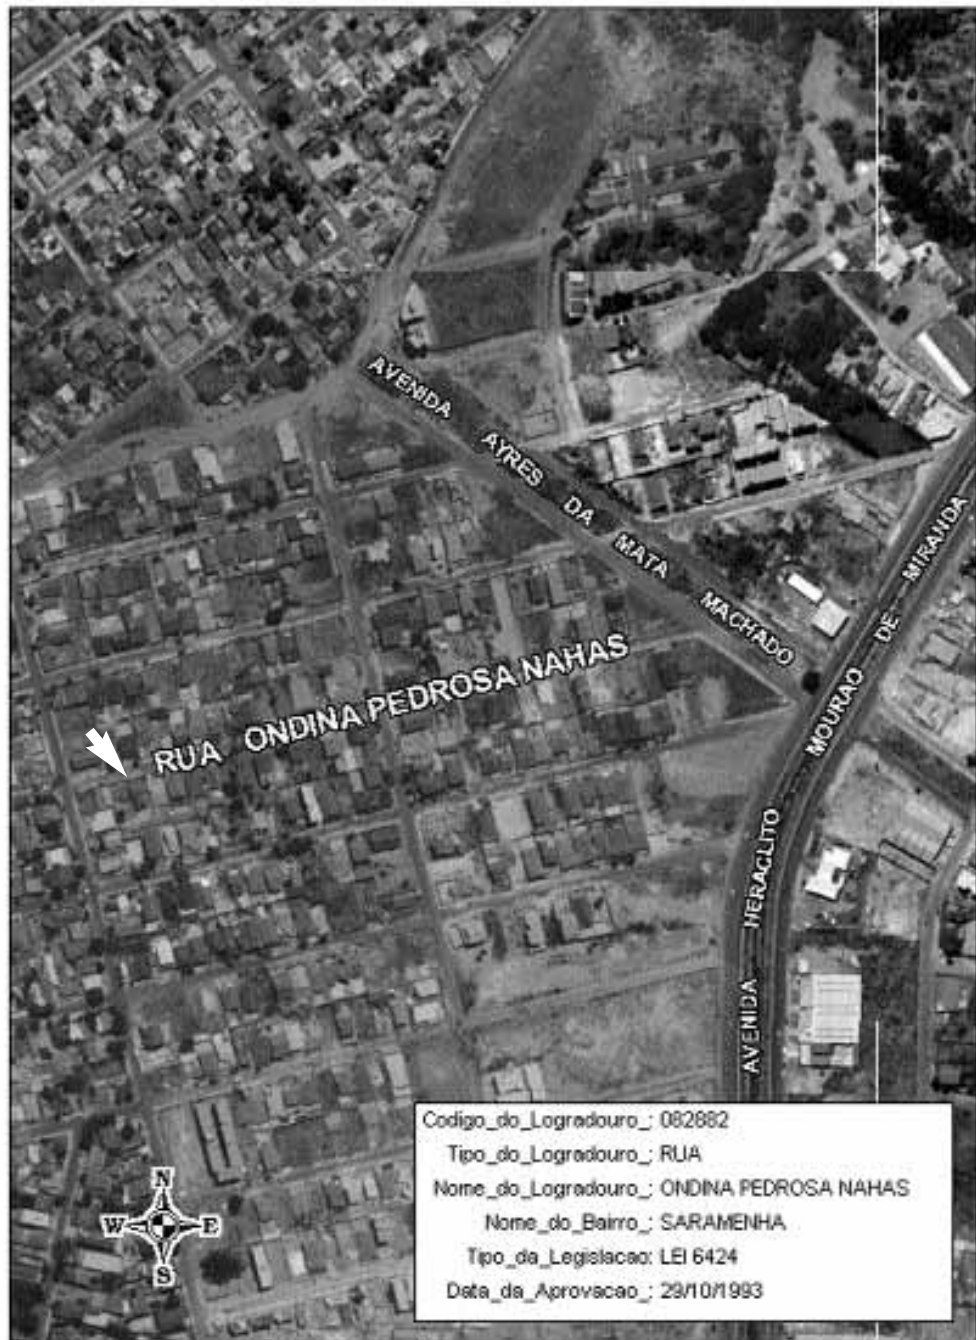 AVENIDA AYRES DA MATA MACHADO
RUA ONDINA PEDROSA NAHAS
AVENIDA HERACLITO MOURAO DE MIRANDA
N
W E
S
Codigo_do_Logradouro_: 082882
Tipo_do_Logradouro_: RUA
Nome_do_Logradouro_: ONDINA PEDROSA NAHAS
Nome_do_Bairro_: SARAMENHA
Tipo_da_Legislacao: LEI 6424
Data_da_Aprovacao_: 29/10/1993